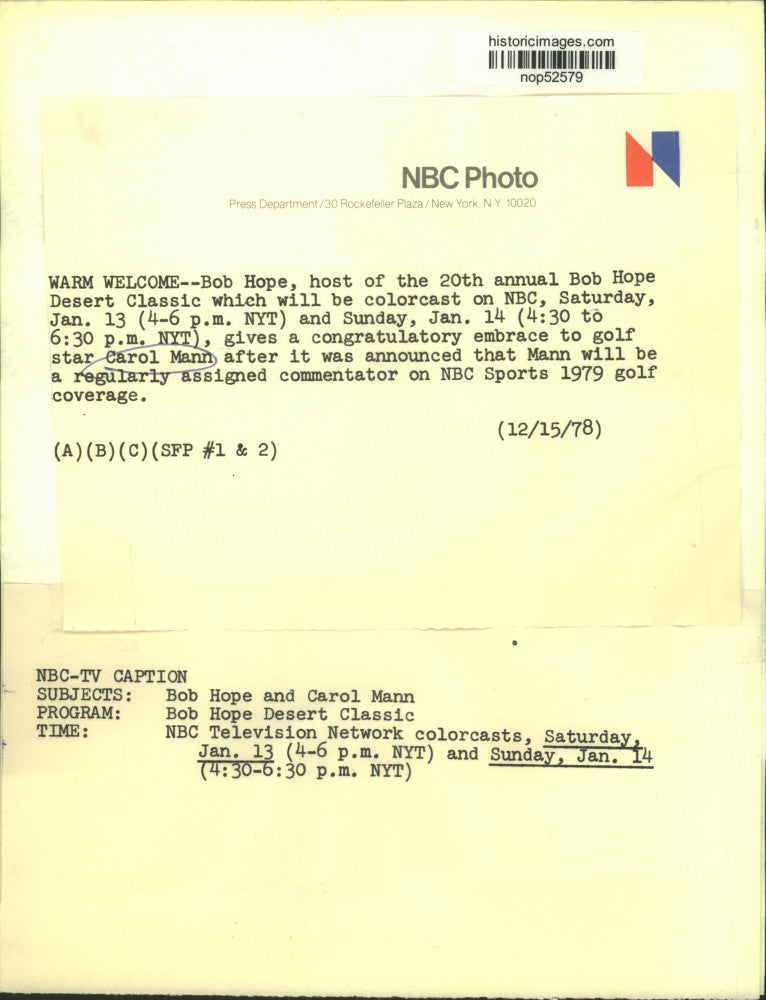 historicimages.com
nop52579
NBC Photo
Press Department/30 Rockefeller Plaza/New York, N.Y. 10020
WARM WELCOME--Bob Hope, host of the 20th annual Bob Hope
Desert Classic which will be colorcast on NBC, Saturday,
Jan. 13 (4-6 p.m. NYT) and Sunday, Jan. 14 (4:30 to
6:30 p.m. NYT), gives a congratulatory embrace to golf
star Carol Mann after it was announced that Mann will be
a regularly assigned commentator on NBC Sports 1979 golf
coverage.
(12/15/78)
(A)(B)(C)(SFP #1 & 2)
NBC-TV CAPTION
SUBJECTS: Bob Hope and Carol Mann
PROGRAM: Bob Hope Desert Classic
TIME: NBC Television Network colorcasts, Saturday,
Jan. 13 (4-6 p.m. NYT) and Sunday, Jan. 14
(4:30-6:30 p.m. NYT)